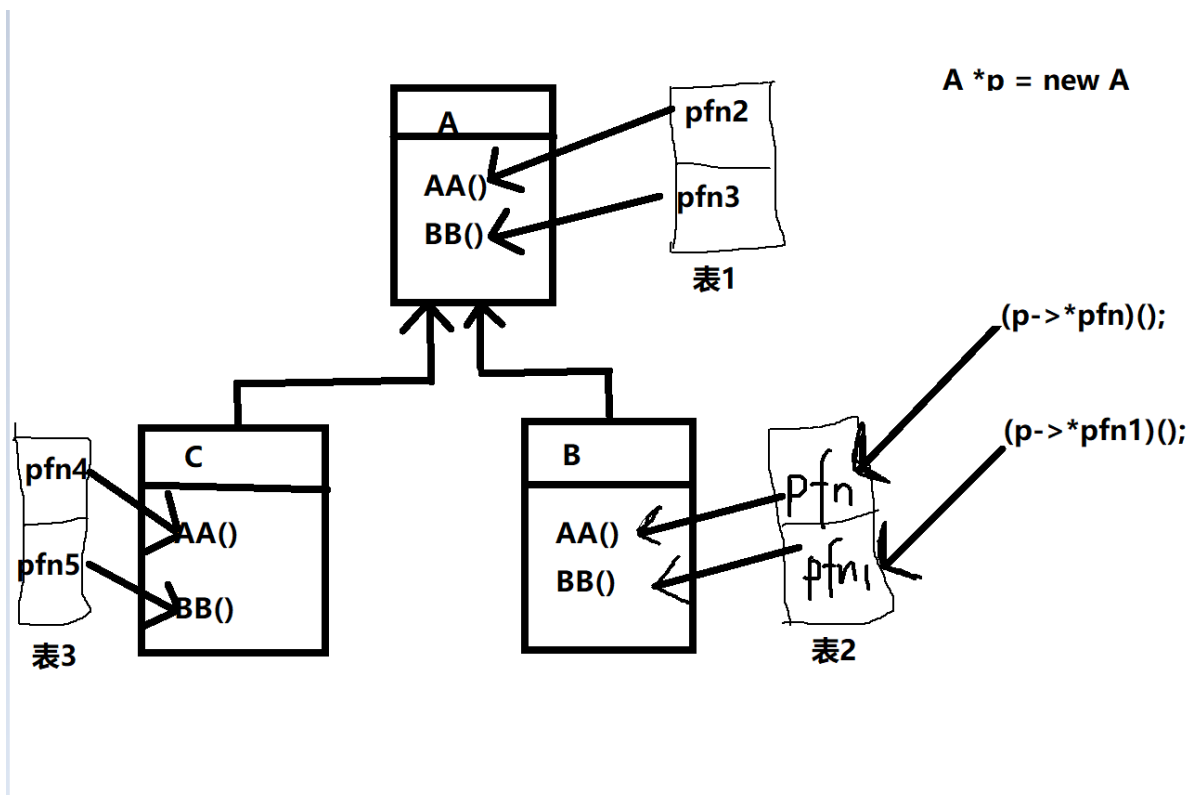 A *p = new A
A
pfn2
AA()
pfn3
BB()
表1
(p->*pfn)();
(p->*pfn1)();
C
B
pfn4
pfn
AA()
AA()
pfn5
pfn1
BB()
BB()
表3
表2